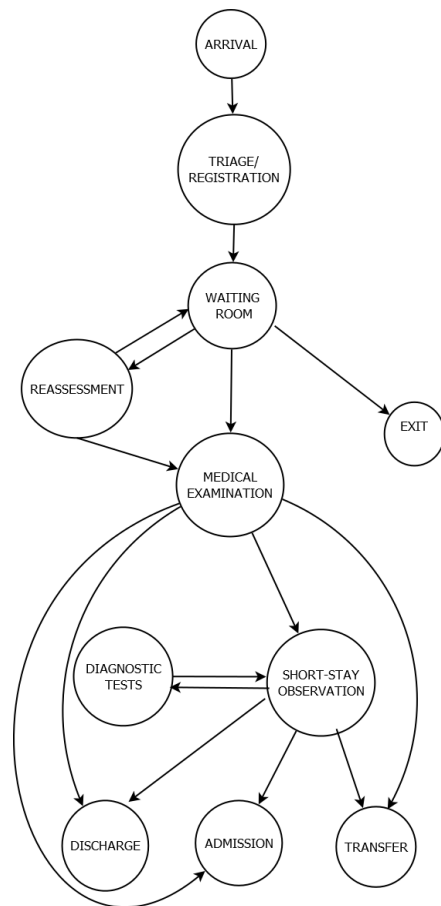 ARRIVAL
TRIAGE/
REGISTRATION
WAITING
ROOM
REASSESSMENT
EXIT
MEDICAL
EXAMINATION
DIAGNOSTIC
TESTS
SHORT-STAY
OBSERVATION
DISCHARGE
ADMISSION
TRANSFER